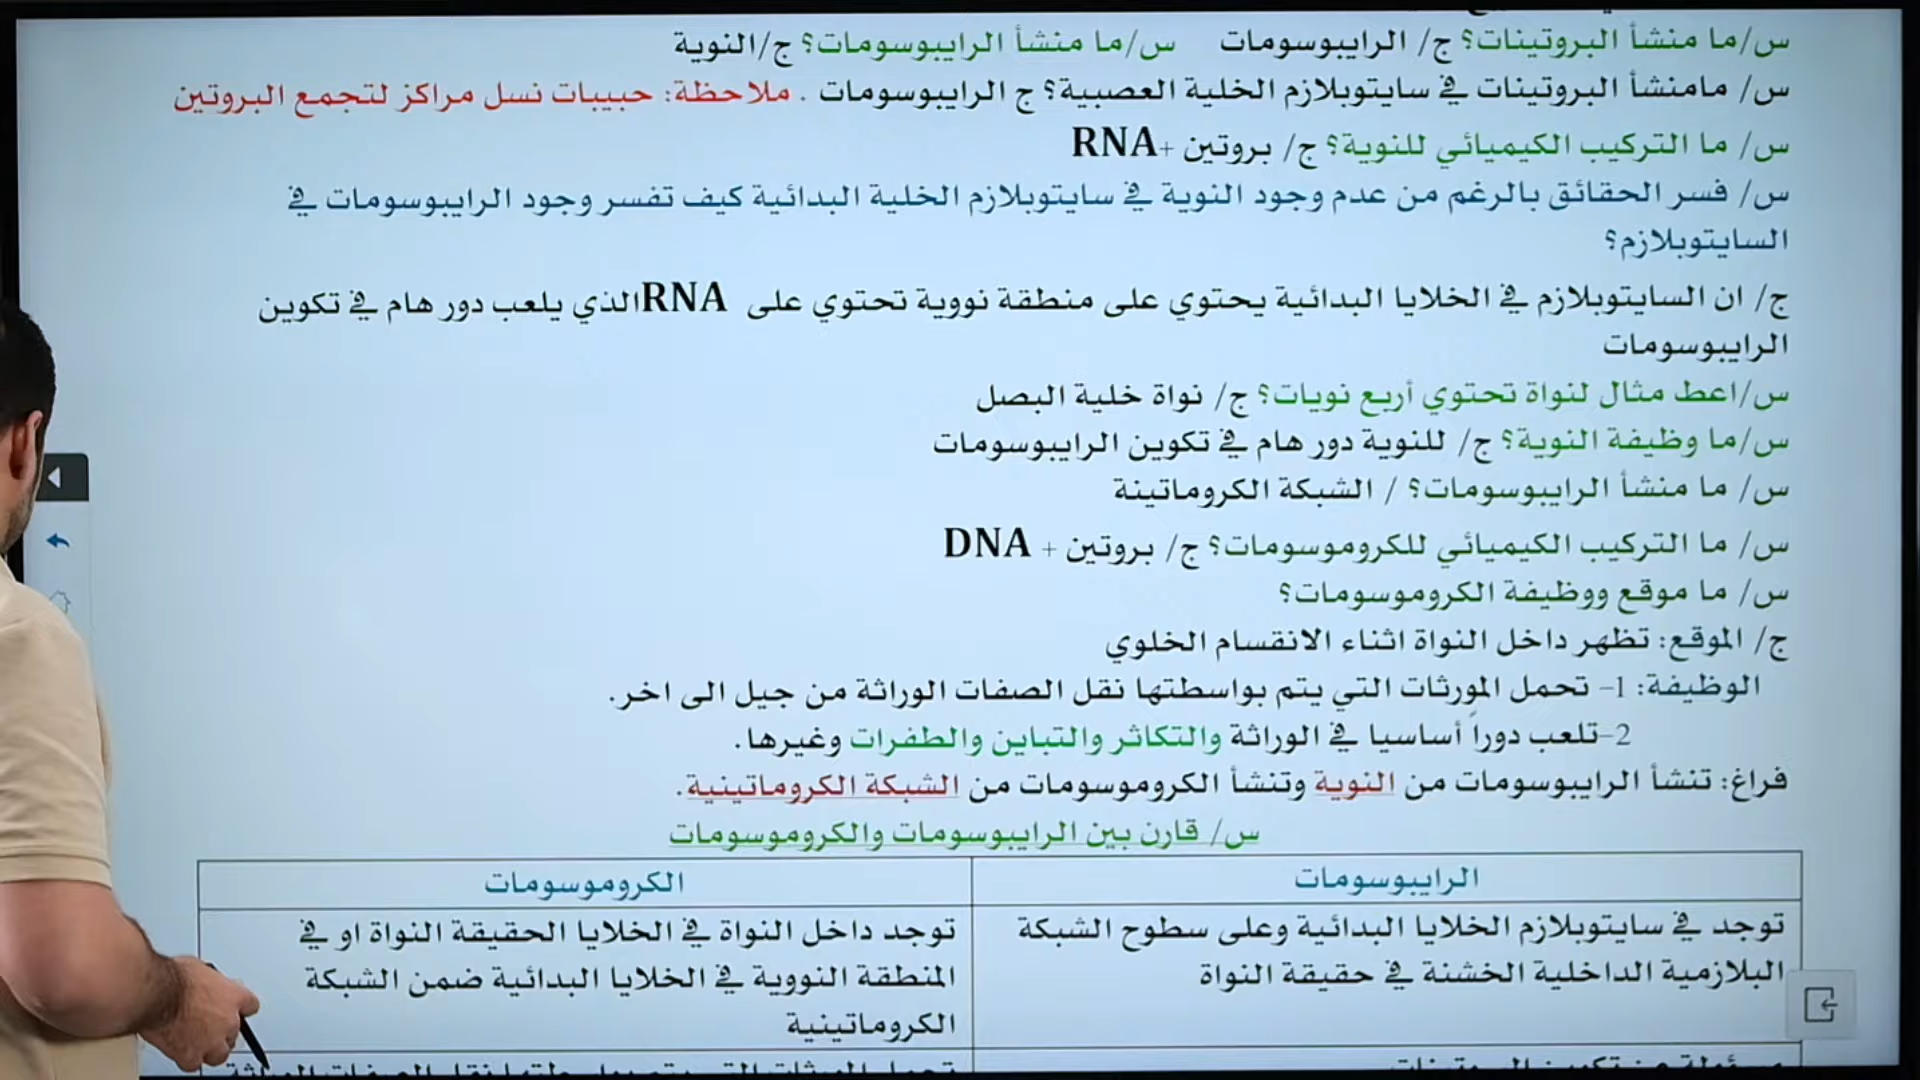 س/ما منشأ البروتينات؟ ج/ الرايبوسومات س/ما منشأ الرايبوسومات؟ ج/النوية
س/ مامنشأ البروتينات في سايتوبلازم الخلية العصبية؟ ج الرايبوسومات . ملاحظة: حبيبات نسل مراكز لتجمع البروتين
س/ ما التركيب الكيميائي للنوية؟ ج/ بروتين +RNA
س/ فسر الحقائق بالرغم من عدم وجود النوية في سايتوبلازم الخلية البدائية كيف تفسر وجود الرايبوسومات في
السايتوبلازم؟
ج/ ان السايتوبلازم في الخلايا البدائية يحتوي على منطقة نووية تحتوي على RNAالذي يلعب دور هام في تكوين
الرايبوسومات
س/اعط مثال لنواة تحتوي أربع نويات؟ ج/ نواة خلية البصل
س/ما وظيفة النوية؟ ج/ للنوية دور هام في تكوين الرايبوسومات
س/ ما منشأ الرايبوسومات؟ / الشبكة الكروماتينة
س/ ما التركيب الكيميائي للكروموسومات؟ ج/ بروتين + DNA
س/ ما موقع ووظيفة الكروموسومات؟
ج/ الموقع: تظهر داخل النواة اثناء الانقسام الخلوي
الوظيفة: 1- تحمل المورثات التي يتم بواسطتها نقل الصفات الوراثة من جيل الى اخر.
2-تلعب دوراً أساسيا في الوراثة والتكاثر والتباين والطفرات وغيرها.
فراغ: تنشأ الرايبوسومات من النوية وتنشأ الكروموسومات من الشبكة الكروماتينية.
س/ قارن بين الرايبوسومات والكروموسومات
الرايبوسومات الكروموسومات
توجد في سايتوبلازم الخلايا البدائية وعلى سطوح الشبكة
البلازمية الداخلية الخشنة في حقيقة النواة
توجد داخل النواة في الخلايا الحقيقة النواة او في
المنطقة النووية في الخلايا البدائية ضمن الشبكة
الكروماتينية